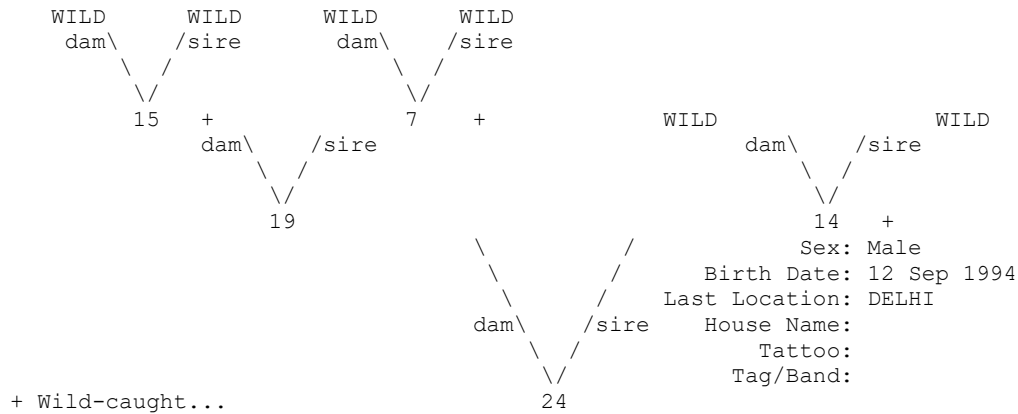 WILD WILD WILD WILD
dam\ /sire dam\ /sire
\ / \ /
\/ \/
15 + 7 + WILD WILD
dam\ /sire dam\ /sire
\ / \ /
\/ \/
19 14 +
\ / Sex: Male
\ / Birth Date: 12 Sep 1994
\ / Last Location: DELHI
dam\ /sire House Name:
\ / Tattoo:
\/ Tag/Band:
+ Wild-caught... 24